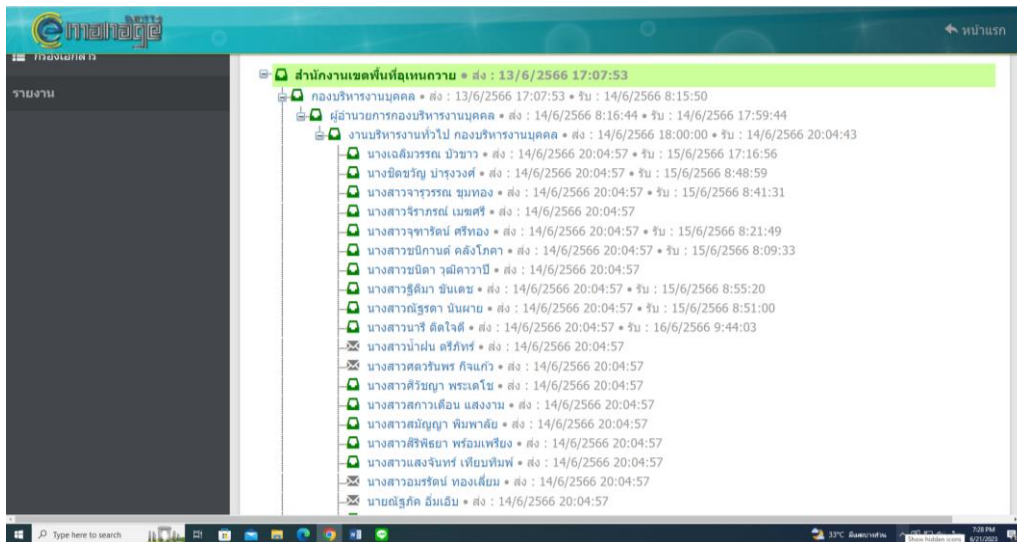 e manage
หน้าแรก
กรองเอกสาร
รายงาน
สำนักงานเขตพื้นที่อุเทนถวาย • ส่ง : 13/6/2566 17:07:53
กองบริหารงานบุคคล • ส่ง : 13/6/2566 17:07:53 • รับ : 14/6/2566 8:15:50
ผู้อำนวยการกองบริหารงานบุคคล • ส่ง : 14/6/2566 8:16:44 • รับ : 14/6/2566 17:59:44
งานบริหารงานทั่วไป กองบริหารงานบุคคล • ส่ง : 14/6/2566 18:00:00 • รับ : 14/6/2566 20:04:43
นางเฉลิมวรรณ บัวขาว • ส่ง : 14/6/2566 20:04:57 • รับ : 15/6/2566 17:16:56
นางชิดขวัญ บำรุงวงศ์ • ส่ง : 14/6/2566 20:04:57 • รับ : 15/6/2566 8:48:59
นางสาวจารุวรรณ ชุมทอง • ส่ง : 14/6/2566 20:04:57 • รับ : 15/6/2566 8:41:31
นางสาวจิราภรณ์ เมฆศรี • ส่ง : 14/6/2566 20:04:57
นางสาวจุฑารัตน์ ศรีทอง • ส่ง : 14/6/2566 20:04:57 • รับ : 15/6/2566 8:21:49
นางสาวชนิกานต์ คลังโภคา • ส่ง : 14/6/2566 20:04:57 • รับ : 15/6/2566 8:09:33
นางสาวชนิดา วุฒิคาวาปี • ส่ง : 14/6/2566 20:04:57
นางสาวฐิติมา ขันเดช • ส่ง : 14/6/2566 20:04:57 • รับ : 15/6/2566 8:55:20
นางสาวณัฐรดา นันผาย • ส่ง : 14/6/2566 20:04:57 • รับ : 15/6/2566 8:51:00
นางสาวนารี ติดใจดี • ส่ง : 14/6/2566 20:04:57 • รับ : 16/6/2566 9:44:03
นางสาวน้ำฝน ตรีภัทร์ • ส่ง : 14/6/2566 20:04:57
นางสาวศตวรันพร กิจแก้ว • ส่ง : 14/6/2566 20:04:57
นางสาวศิวัชญา พระเดโช • ส่ง : 14/6/2566 20:04:57
นางสาวสกาวเดือน แสงงาม • ส่ง : 14/6/2566 20:04:57
นางสาวสมัญญา พิมพาลัย • ส่ง : 14/6/2566 20:04:57
นางสาวสิริพิธยา พร้อมเพรียง • ส่ง : 14/6/2566 20:04:57
นางสาวแสงจันทร์ เทียบทิมพ์ • ส่ง : 14/6/2566 20:04:57
นางสาวอมรรัตน์ ทองเลี่ยม • ส่ง : 14/6/2566 20:04:57
นายณัฐภัค อิ่มเอิบ • ส่ง : 14/6/2566 20:04:57
Type here to search
33°C มีเมฆบางส่วน
7:28 PM
Show hidden icons
6/21/2023